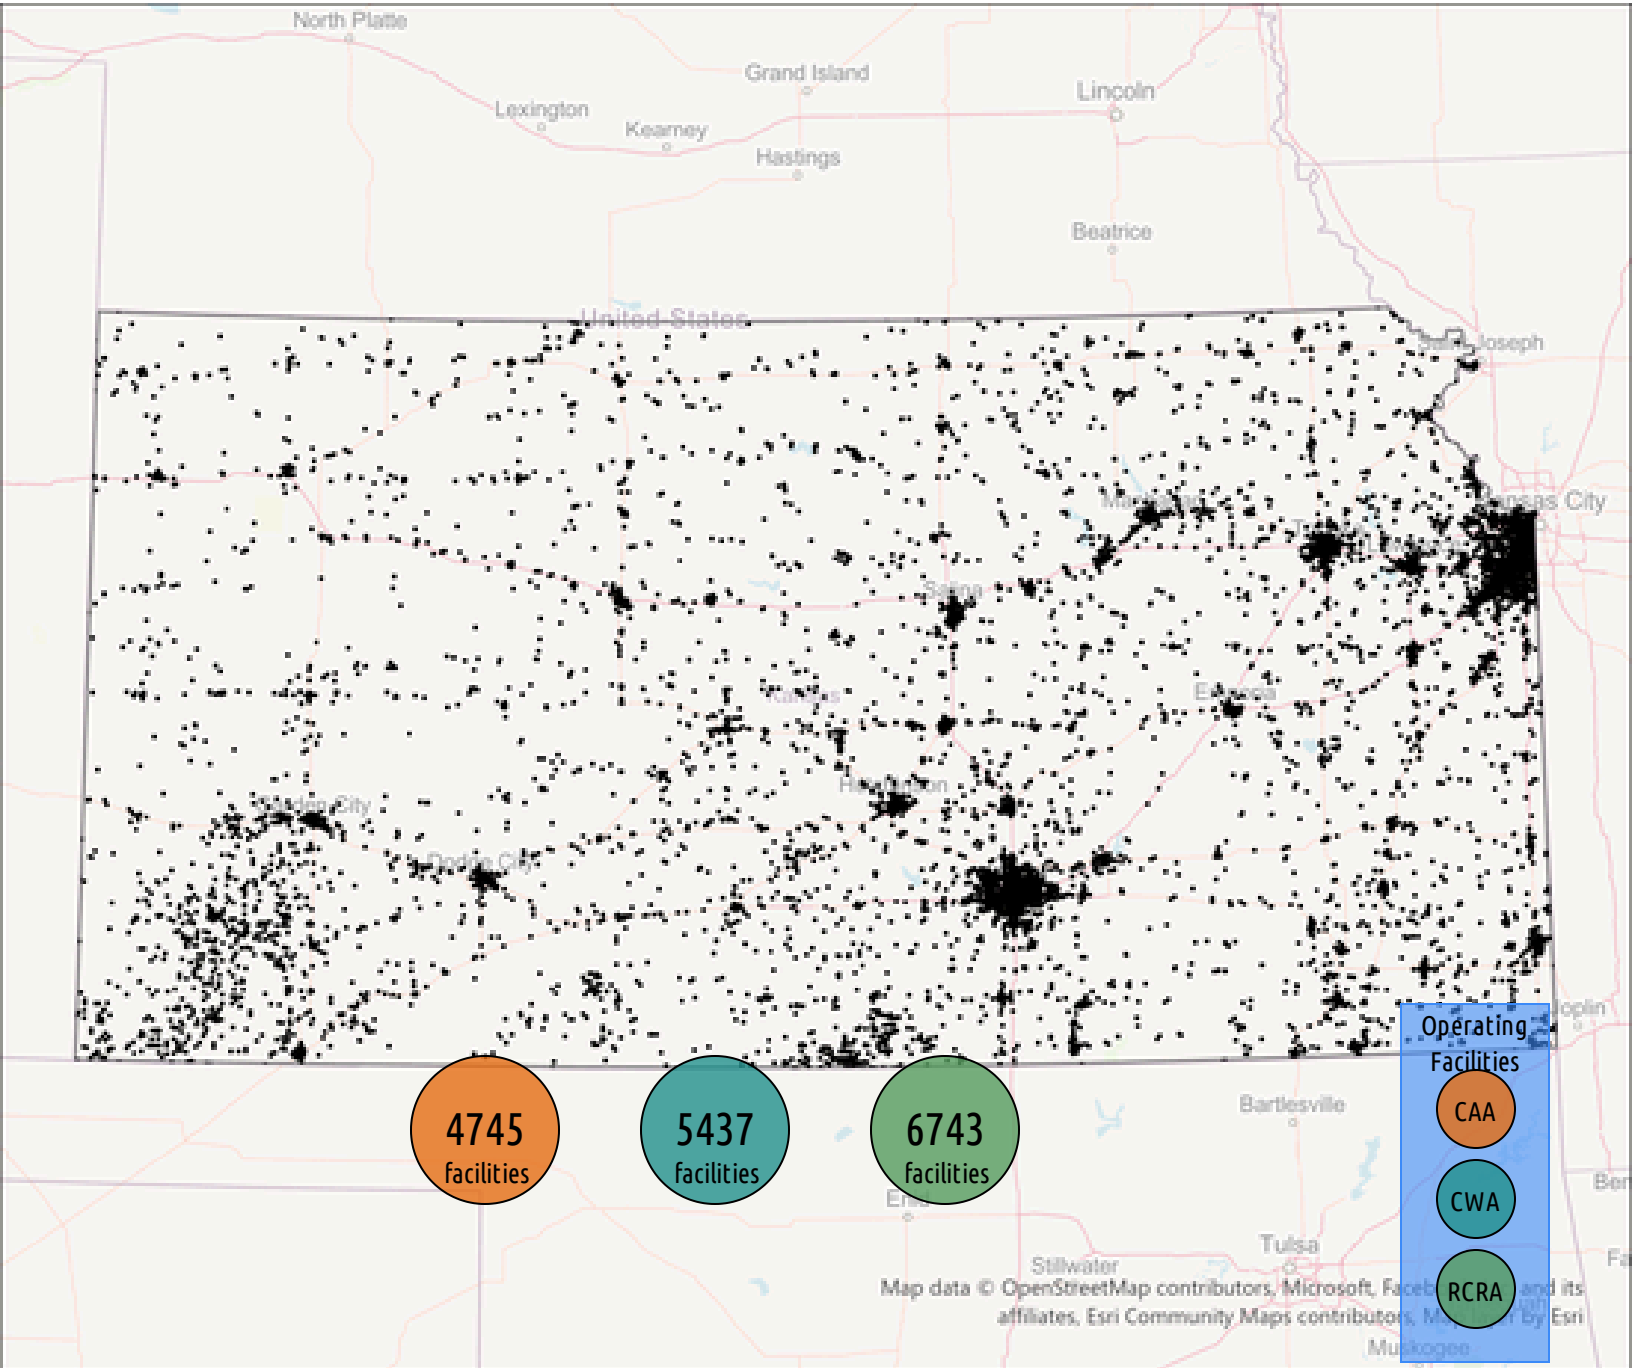 North Platte
Grand Island
Lexington
Lincoln
Kearney
Hastings
Beatrice
United States
Saint Joseph
Kansas City
Salina
Emporia
Kansas
Hutchinson
Garden City
Dodge City
Joplin
Operating
Facilities
CAA
4745
facilities
5437
facilities
6743
facilities
Bartlesville
CWA
Enid
Tulsa
Stillwater
RCRA
Map data © OpenStreetMap contributors, Microsoft, and its
affiliates, Esri Community Maps contributors, Map layer by Esri
Muskogee